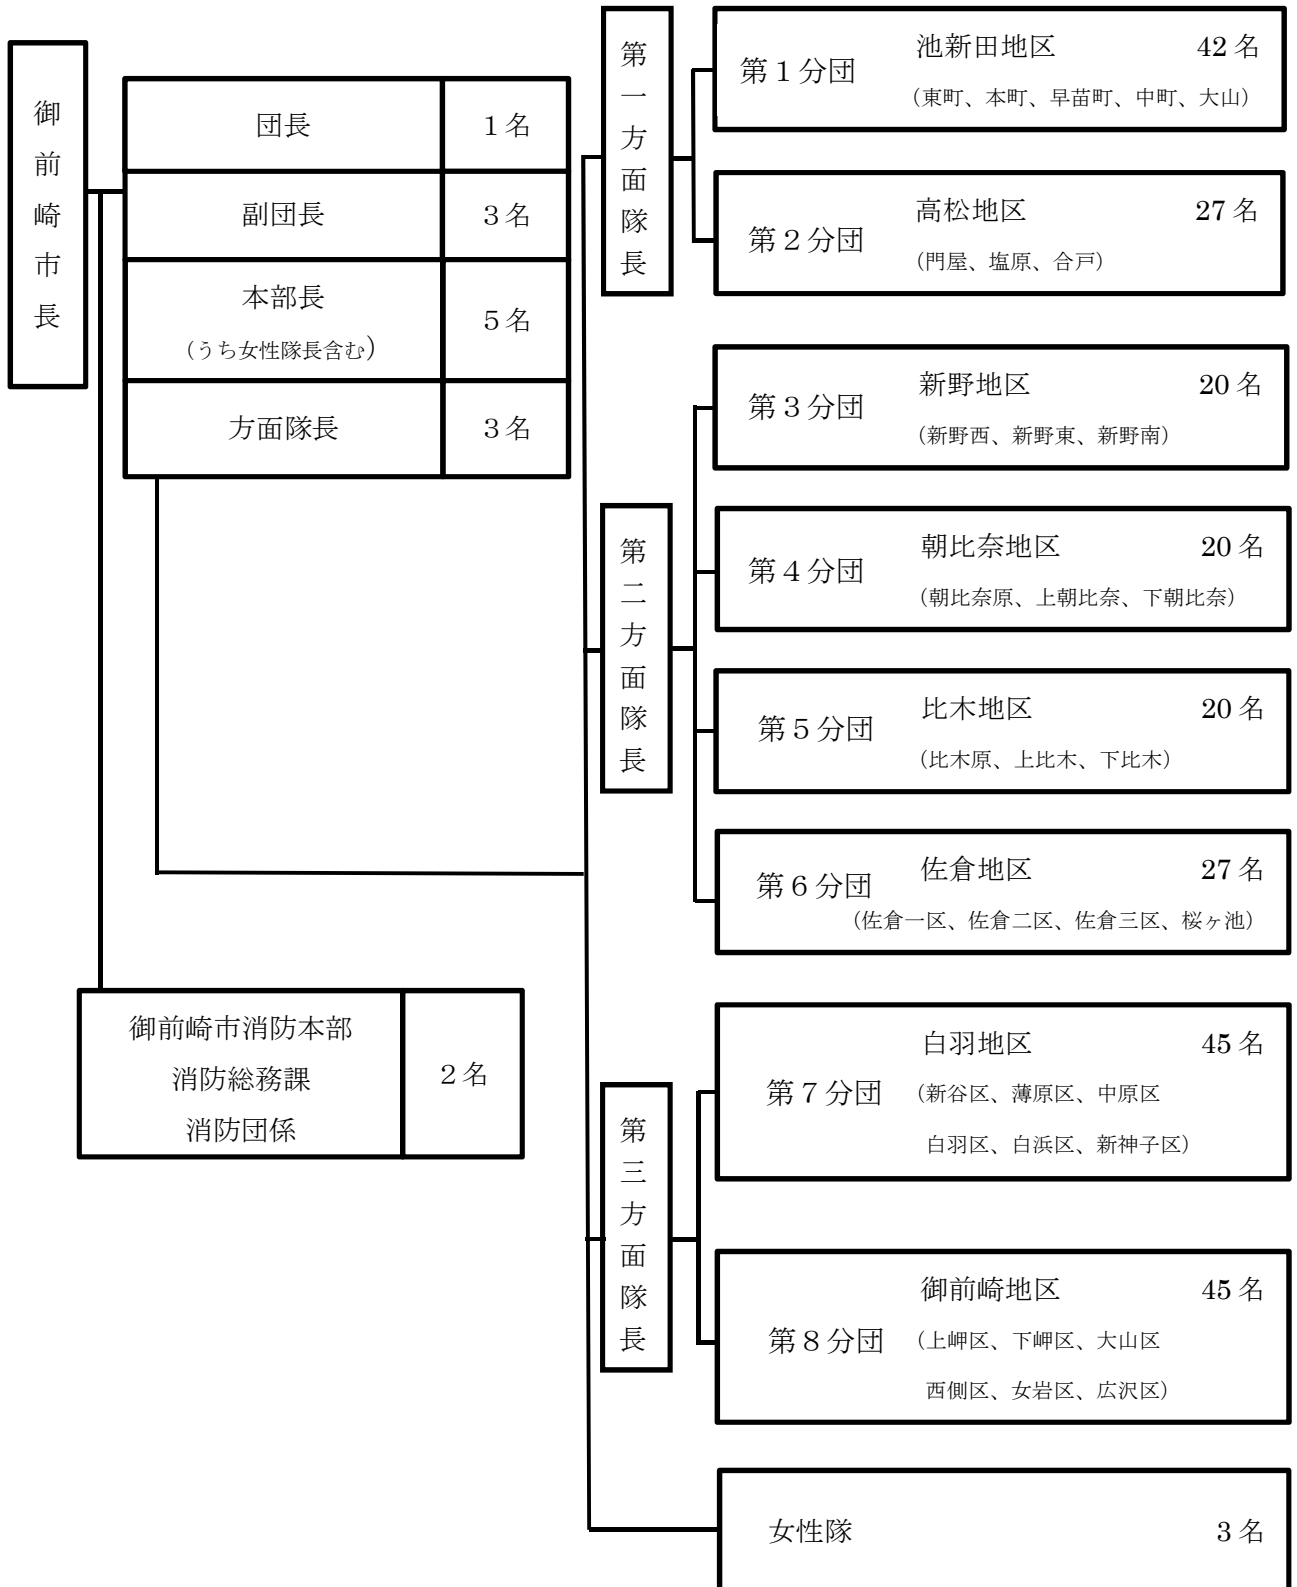 御前崎市長
団長 1名
副団長 3名
本部長 5名
(うち女性隊長含む)
方面隊長 3名
御前崎市消防本部
消防総務課 2名
消防団係
第一方面隊長
第1分団 池新田地区 42名
(東町、本町、早苗町、中町、大山)
第2分団 高松地区 27名
(門屋、塩原、合戸)
第二方面隊長
第3分団 新野地区 20名
(新野西、新野東、新野南)
第4分団 朝比奈地区 20名
(朝比奈原、上朝比奈、下朝比奈)
第5分団 比木地区 20名
(比木原、上比木、下比木)
第6分団 佐倉地区 27名
(佐倉一区、佐倉二区、佐倉三区、桜ヶ池)
第三方面隊長
第7分団 白羽地区 45名
(新谷区、薄原区、中原区
白羽区、白浜区、新神子区)
第8分団 御前崎地区 45名
(上岬区、下岬区、大山区
西側区、女岩区、広沢区)
女性隊 3名